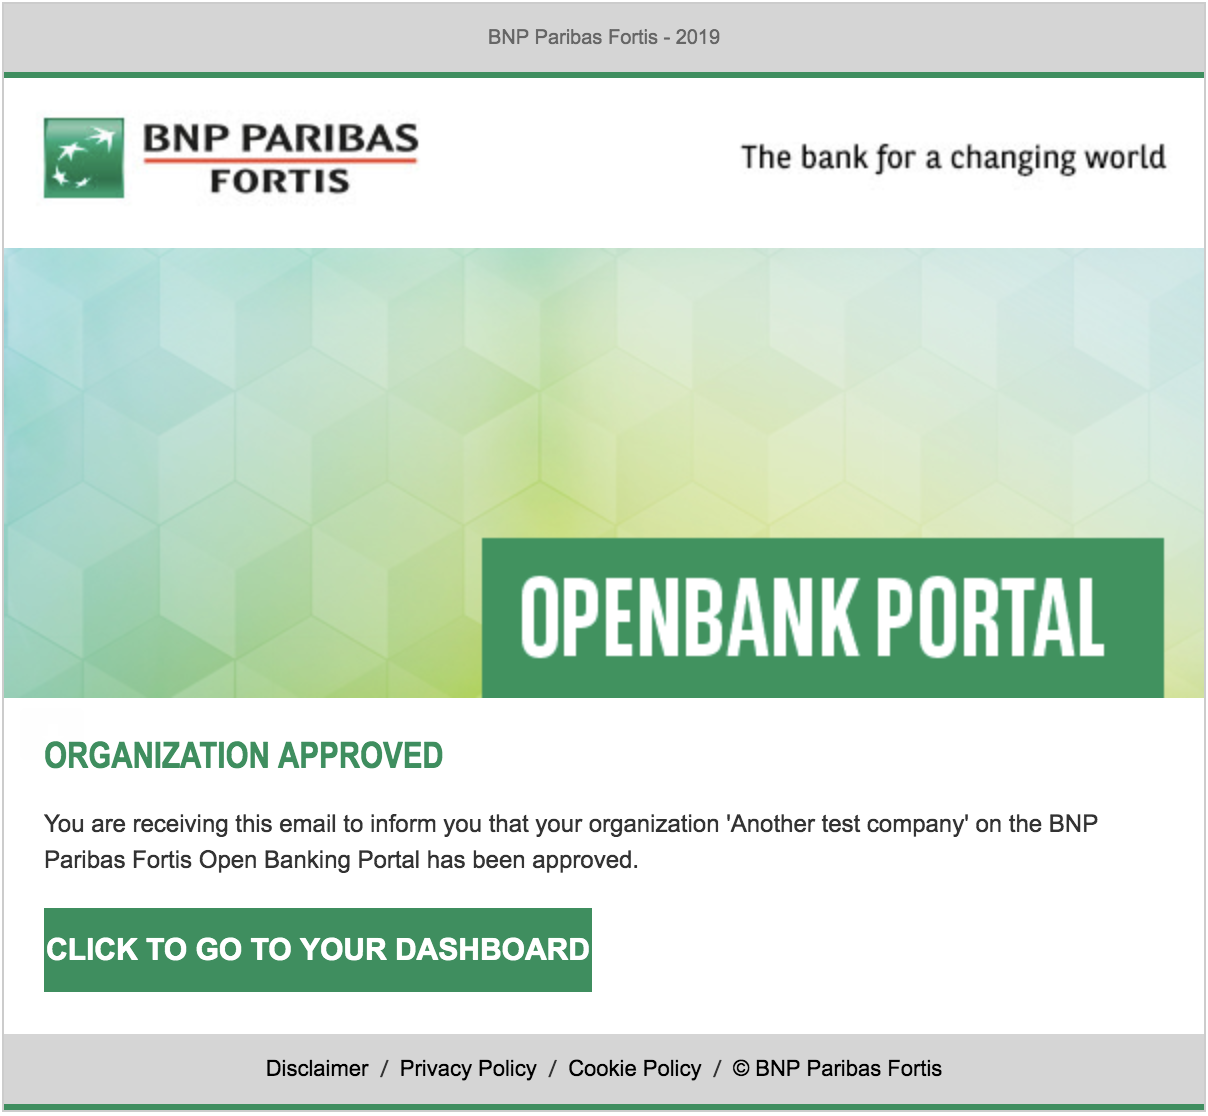 BNP Paribas Fortis - 2019
BNP PARIBAS
FORTIS
The bank for a changing world
OPENBANK PORTAL
ORGANIZATION APPROVED
You are receiving this email to inform you that your organization 'Another test company' on the BNP
Paribas Fortis Open Banking Portal has been approved.
CLICK TO GO TO YOUR DASHBOARD
Disclaimer / Privacy Policy / Cookie Policy / © BNP Paribas Fortis